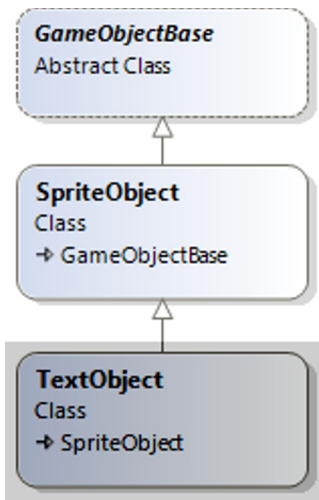 GameObjectBase
Abstract Class
SpriteObject
Class
GameObjectBase
TextObject
Class
SpriteObject